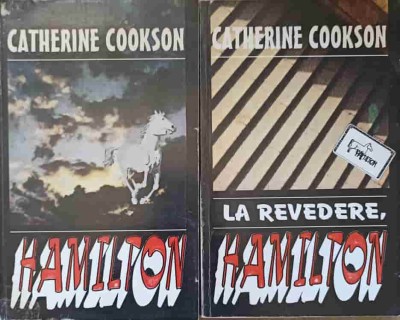 CATHERINE COOKSON
HAMILTON
CATHERINE COOKSON
LA REVEDERE,
HAMILTON